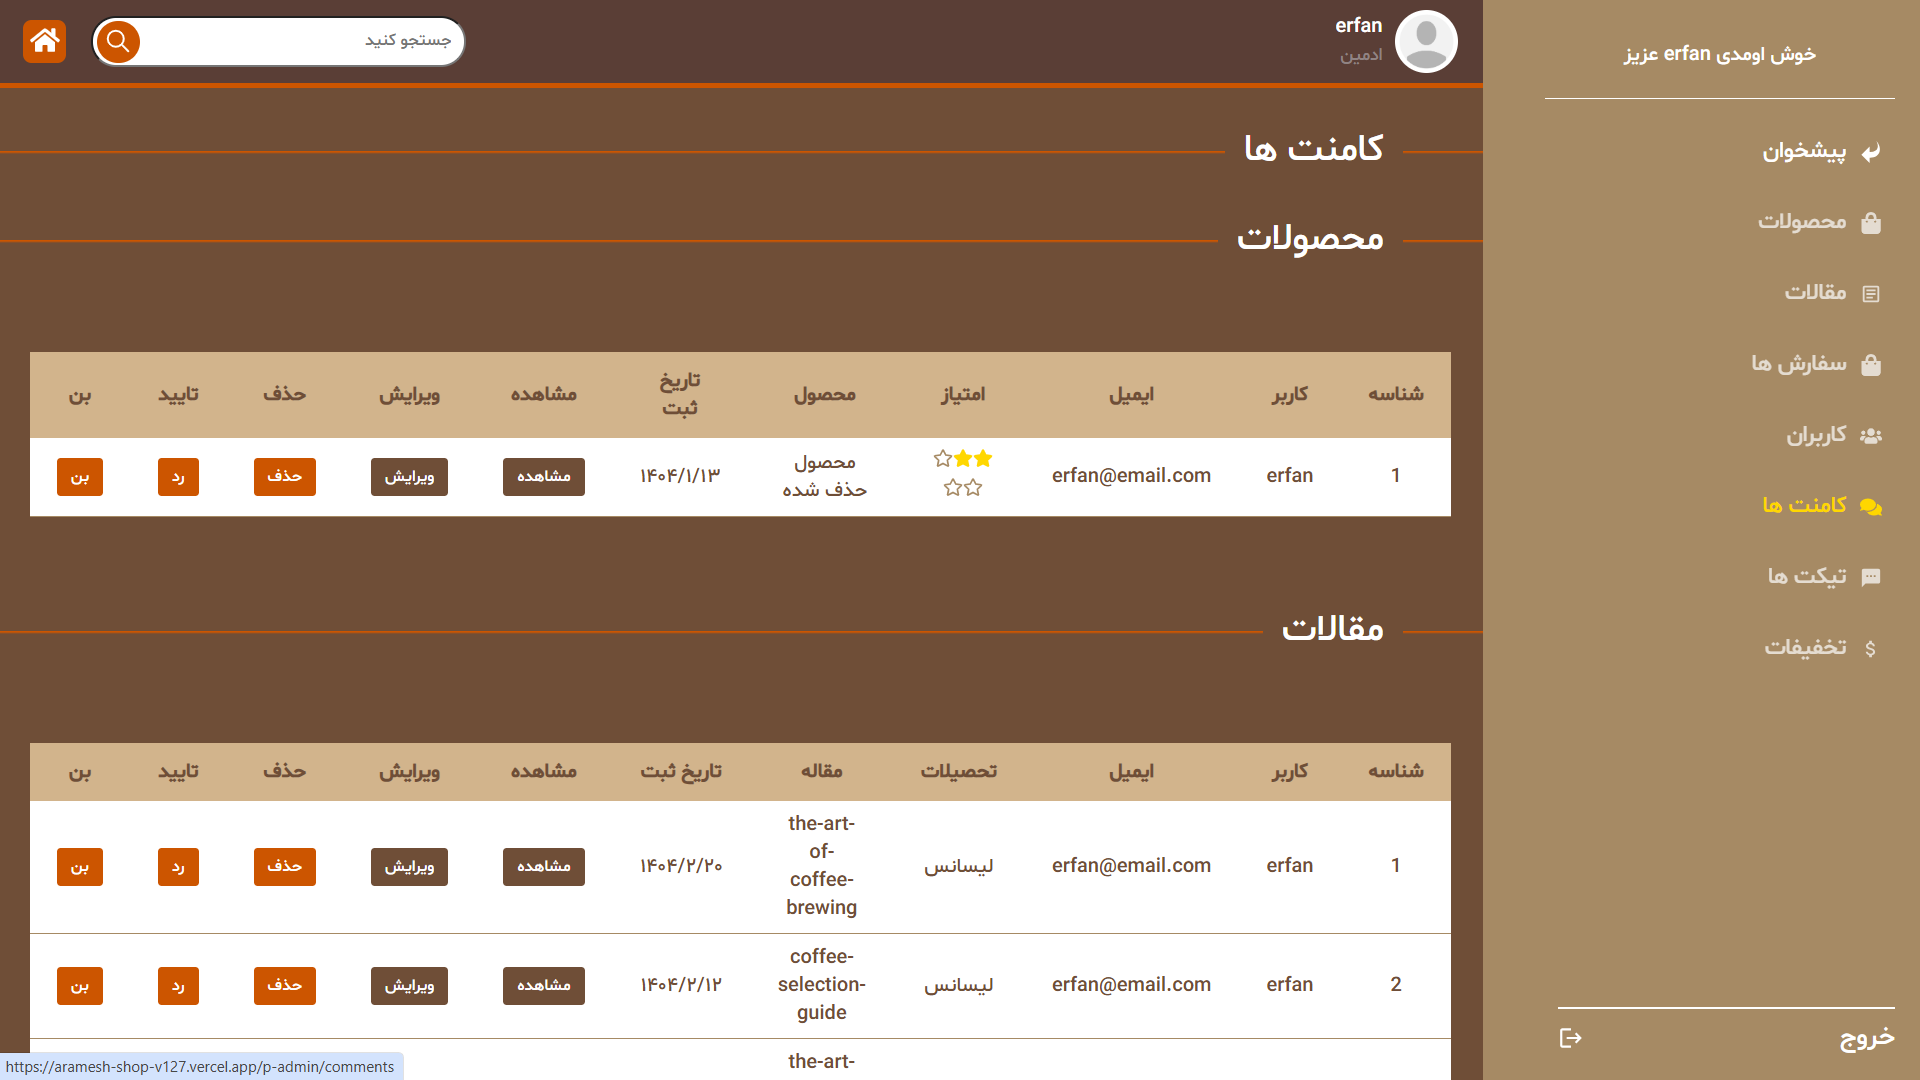 خوش اومدی erfan عزیز
پیشخوان
محصولات
مقالات
سفارش ها
کاربران
کامنت ها
تیکت ها
تخفیفات
خروج
erfan
ادمین
جستجو کنید
کامنت ها
محصولات
شناسه کاربر ایمیل امتیاز محصول تاریخ ثبت مشاهده ویرایش حذف تایید بن
1 erfan erfan@email.com محصول حذف شده ۱۴۰۴/۱/۱۳ مشاهده ویرایش حذف رد بن
مقالات
شناسه کاربر ایمیل تحصیلات مقاله تاریخ ثبت مشاهده ویرایش حذف تایید بن
1 erfan erfan@email.com لیسانس the-art-of-coffee-brewing ۱۴۰۴/۲/۲۰ مشاهده ویرایش حذف رد بن
2 erfan erfan@email.com لیسانس coffee-selection-guide ۱۴۰۴/۲/۱۲ مشاهده ویرایش حذف رد بن
the-art-
https://aramesh-shop-v127.vercel.app/p-admin/comments